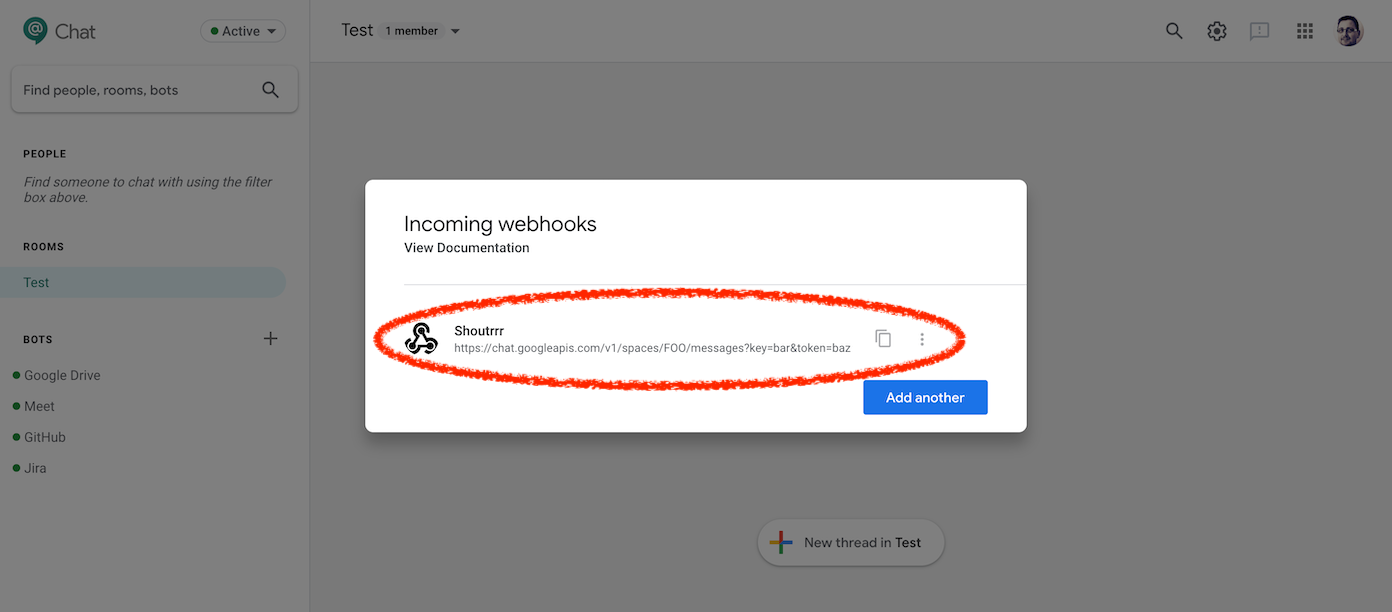 Chat
Active
Test 1 member
Find people, rooms, bots
PEOPLE
Find someone to chat with using the filter
box above.
ROOMS
Test
BOTS
Google Drive
Meet
GitHub
Jira
Incoming webhooks
View Documentation
Shoutrrr
https://chat.googleapis.com/v1/spaces/FOO/messages?key=bar&token=baz
Add another
New thread in Test